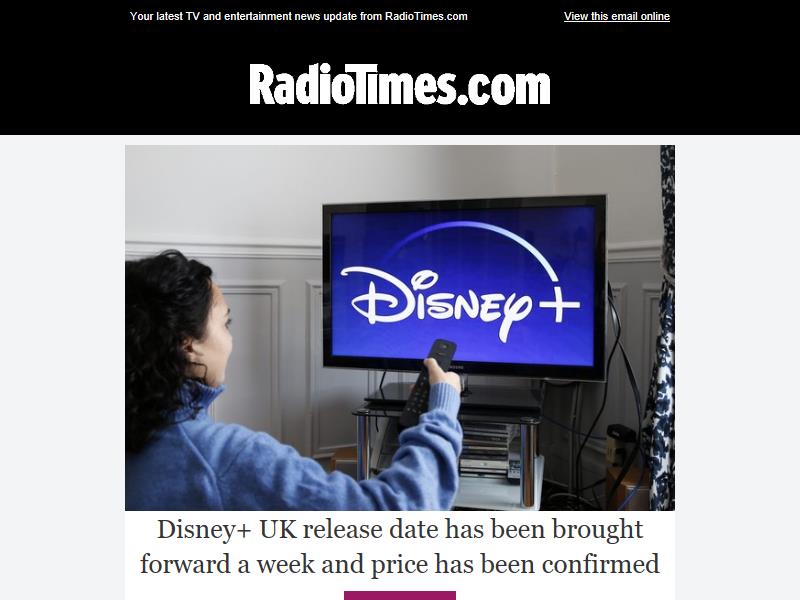 Your latest TV and entertainment news update from RadioTimes.com
View this email online
RadioTimes.com
Disney+
Disney+ UK release date has been brought
forward a week and price has been confirmed